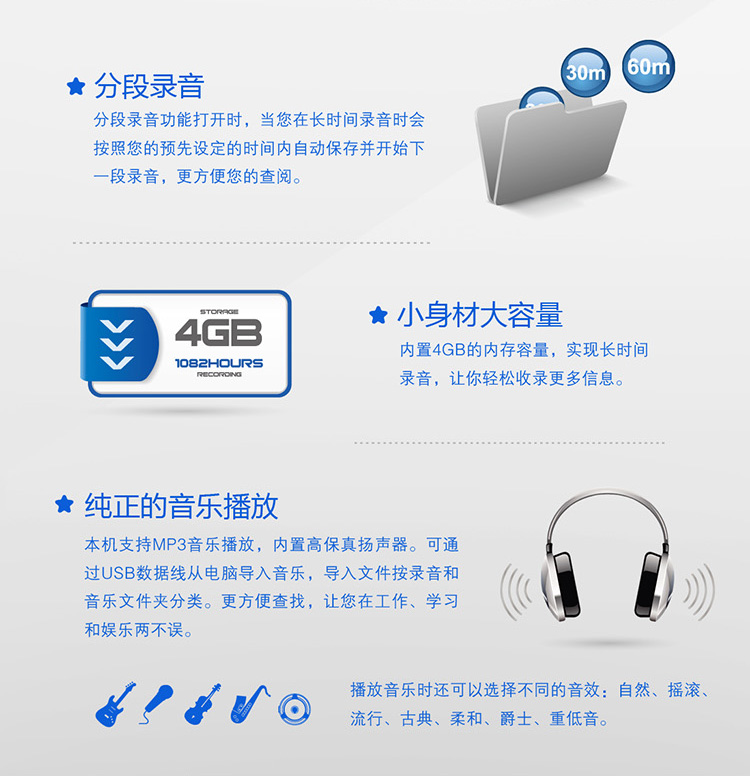 分段录音
30m
60m
分段录音功能打开时，当您在长时间录音时会
按照您的预先设定的时间内自动保存并开始下
一段录音，更方便您的查阅。
STORAGE
4GB
1082HOURS
RECORDING
小身材大容量
内置4GB的内存容量，实现长时间
录音，让你轻松收录更多信息。
纯正的音乐播放
本机支持MP3音乐播放，内置高保真扬声器。可通
过USB数据线从电脑导入音乐，导入文件按录音和
音乐文件夹分类。更方便查找，让您在工作、学习
和娱乐两不误。
播放音乐时还可以选择不同的音效：自然、摇滚、
流行、古典、柔和、爵士、重低音。